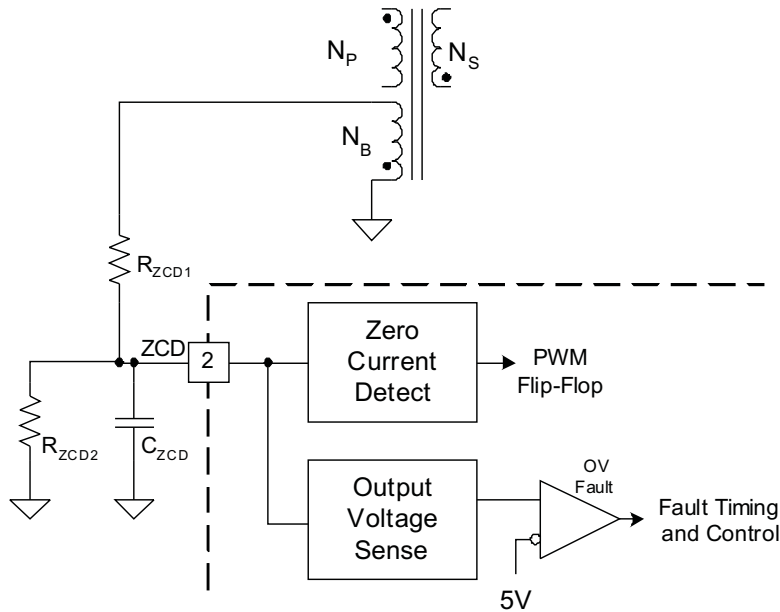 N_P
N_S
N_B
R_ZCD1
ZCD
2
Zero
Current
Detect
PWM
Flip-Flop
R_ZCD2
C_ZCD
Output
Voltage
Sense
OV
Fault
Fault Timing
and Control
5V